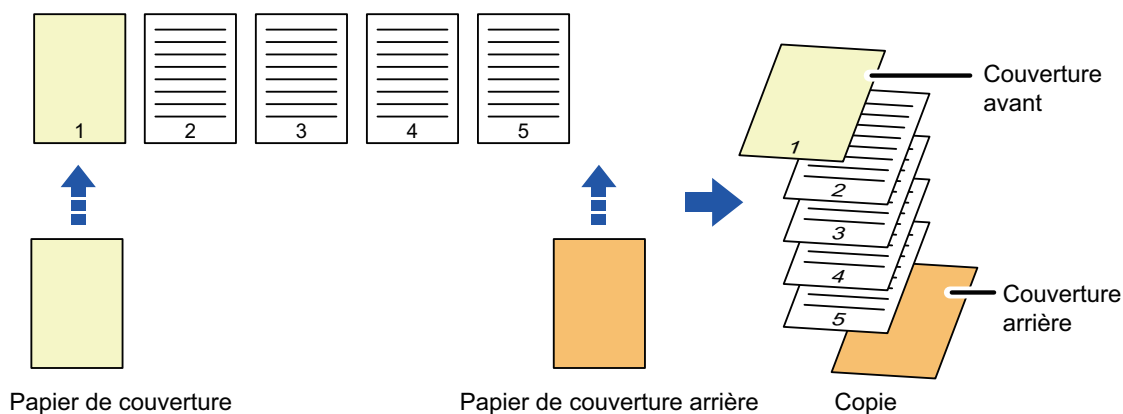 1 2 3 4 5
Couverture
avant
1
2
3
4
5
Couverture
arrière
Papier de couverture Papier de couverture arrière Copie